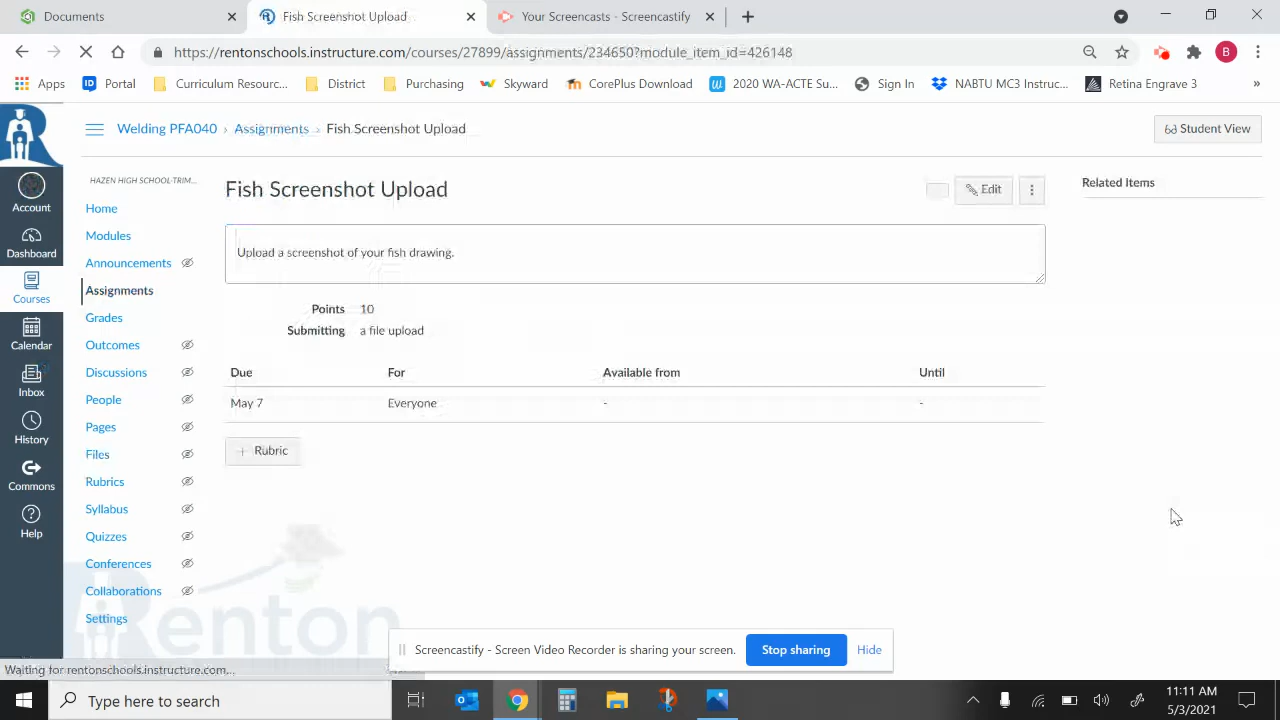 Documents
Fish Screenshot Upload
Your Screencasts - Screencastify
https://rentonschools.instructure.com/courses/27899/assignments/234650?module_item_id=426148
B
Apps
ID Portal
Curriculum Resourc...
District
Purchasing
Skyward
CorePlus Download
2020 WA-ACTE Su...
Sign In
NABTU MC3 Instruc...
Retina Engrave 3
»
Welding PFA040 › Assignments › Fish Screenshot Upload
Student View
HAZEN HIGH SCHOOL-TRIM...
Home
Modules
Announcements
Assignments
Grades
Outcomes
Discussions
People
Pages
Files
Rubrics
Syllabus
Quizzes
Conferences
Collaborations
Settings
Account
Dashboard
Courses
Calendar
Inbox
History
Commons
Help
Fish Screenshot Upload
Edit
Related Items
Upload a screenshot of your fish drawing.
Points 10
Submitting a file upload
Due For Available from Until
May 7 Everyone - -
+ Rubric
Renton
Screencastify - Screen Video Recorder is sharing your screen.
Stop sharing
Hide
Waiting for rentonschools.instructure.com...
Type here to search
11:11 AM
5/3/2021